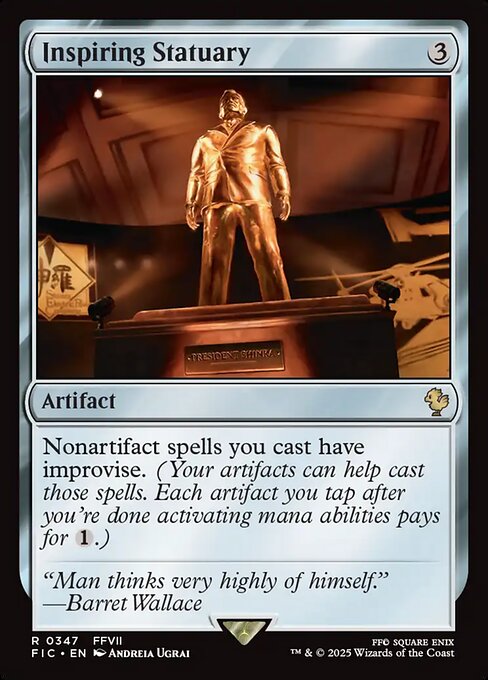 Inspiring Statuary 3
PRESIDENT SHINRA
Artifact
Nonartifact spells you cast have
improvise. (Your artifacts can help cast
those spells. Each artifact you tap after
you're done activating mana abilities pays
for 1.)
"Man thinks very highly of himself."
—Barret Wallace
R 0347 FFVII
FIC • EN Andreia Ugrai
FF© SQUARE ENIX
™ & © 2025 Wizards of the Coast